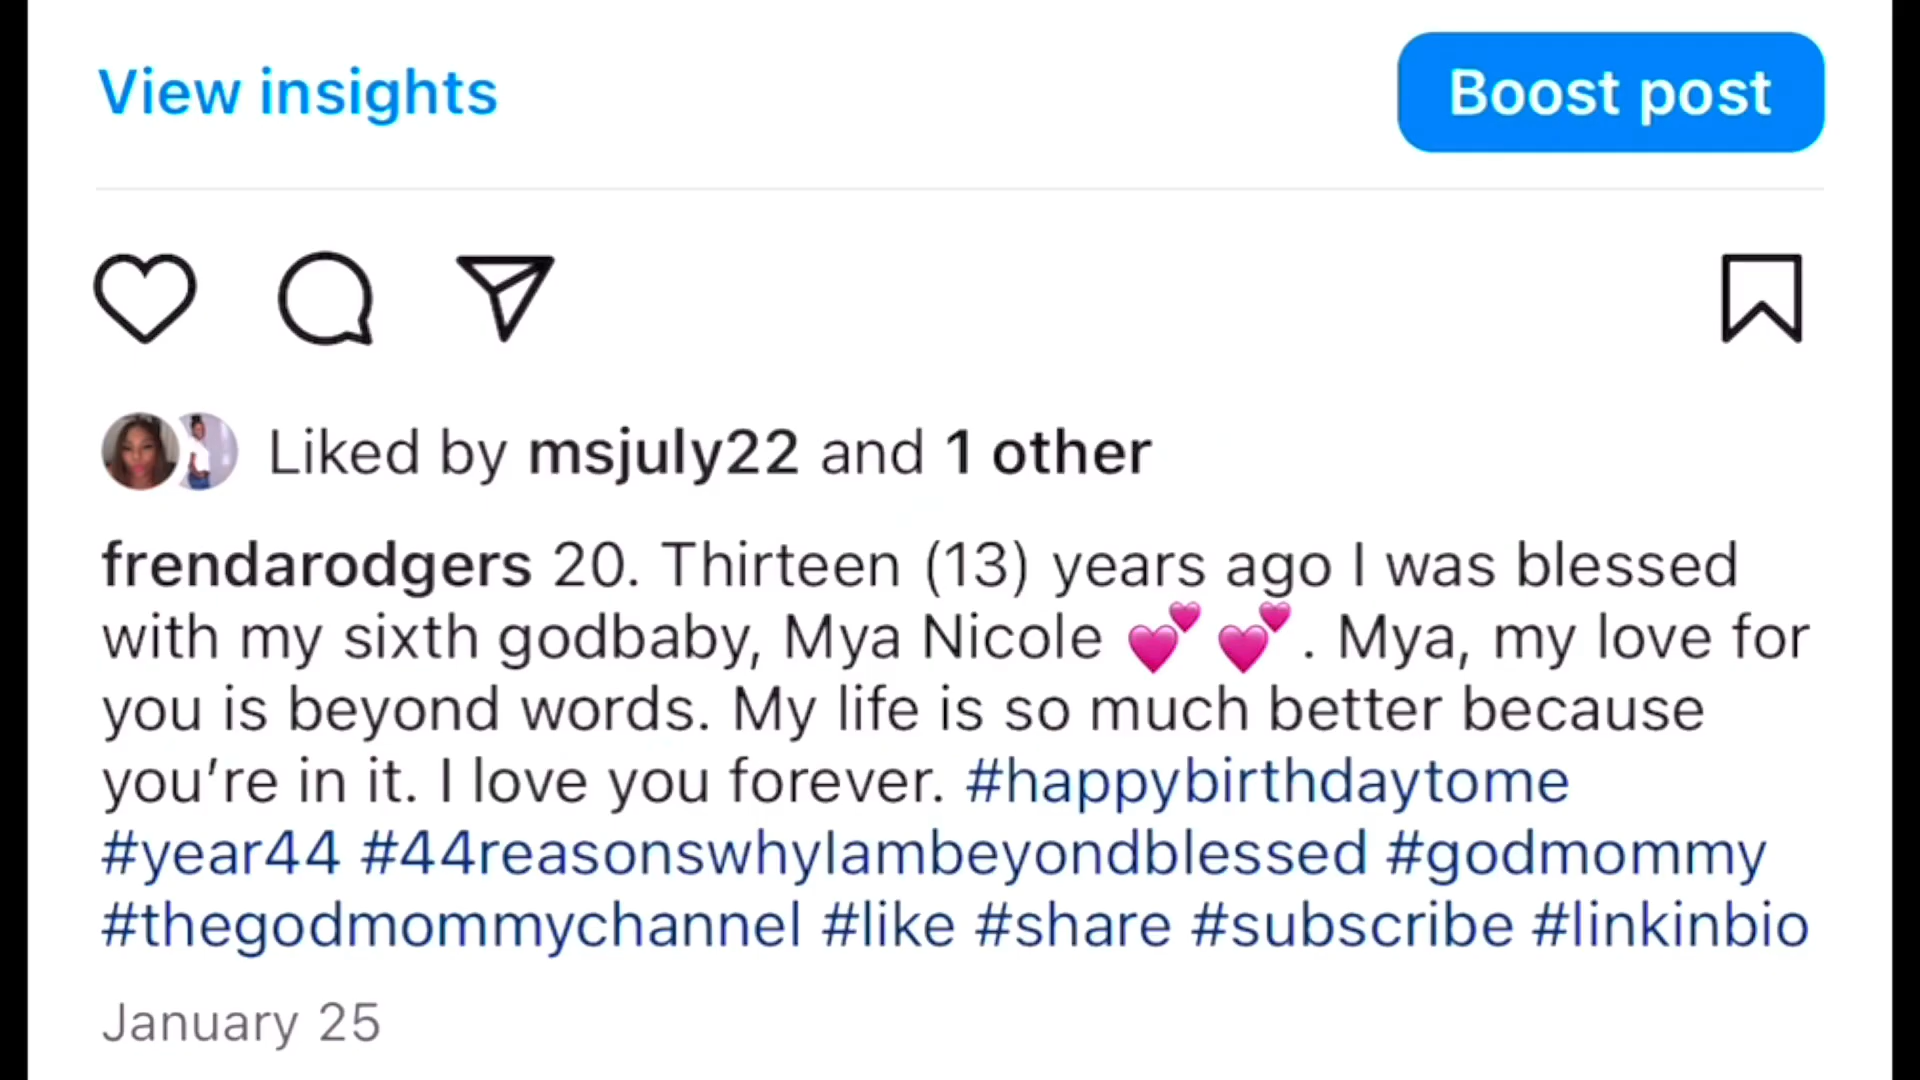 View insights
Boost post
Liked by msjuly22 and 1 other
frendarodgers 20. Thirteen (13) years ago I was blessed
with my sixth godbaby, Mya Nicole 💕 💕. Mya, my love for
you is beyond words. My life is so much better because
you’re in it. I love you forever. #happybirthdaytome
#year44 #44reasonswhyIambeyondblessed #godmommy
#thegodmommychannel #like #share #subscribe #linkinbio
January 25